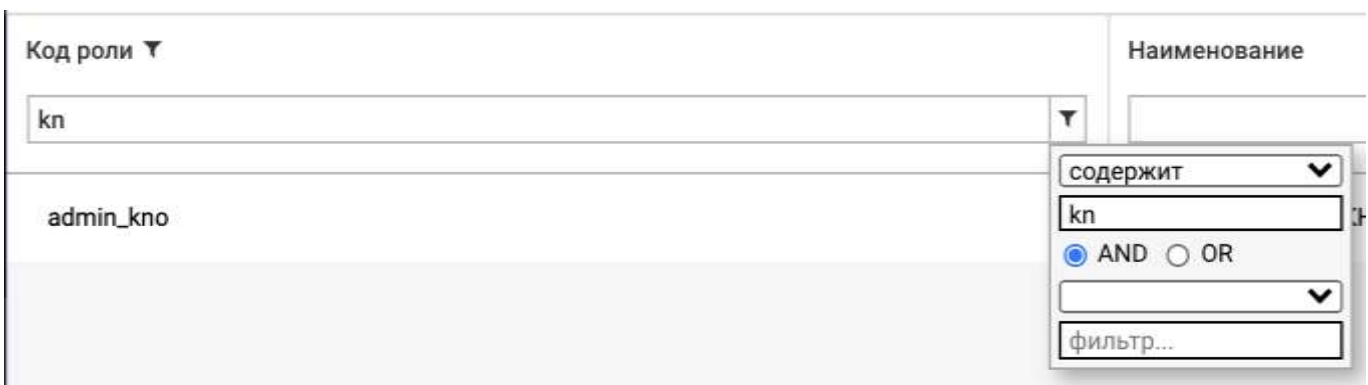 Код роли
Наименование
kn
содержит
kn
admin_kno
AND OR
фильтр...